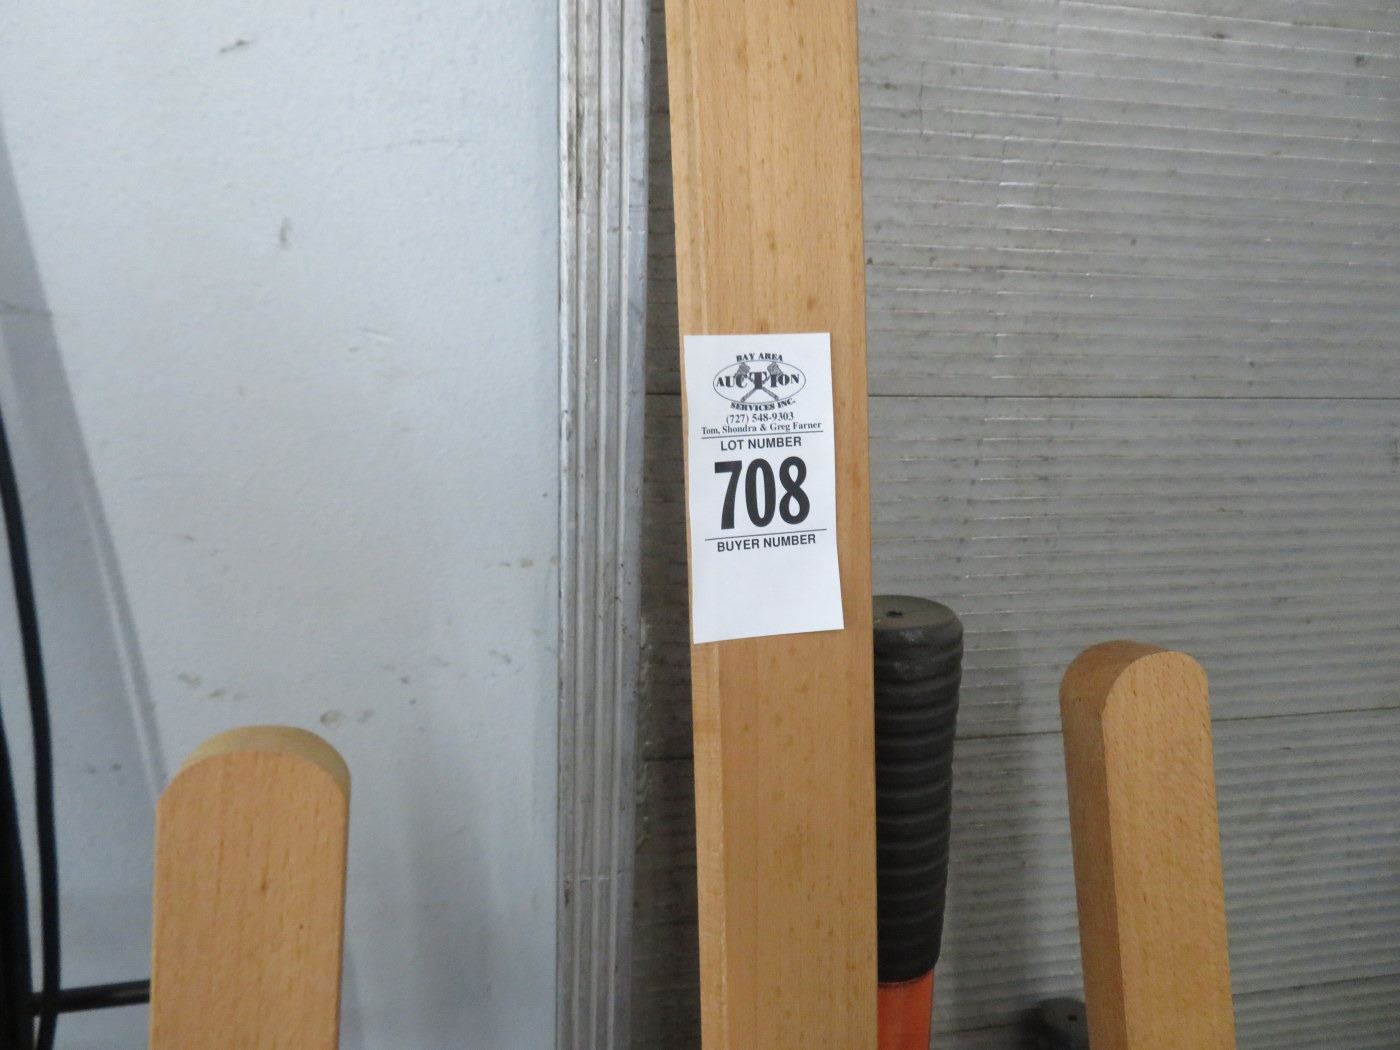 BAY AREA
AUCTION
SERVICES INC.
(727) 548-9303
Tom, Shondra & Greg Farner
LOT NUMBER
708
BUYER NUMBER